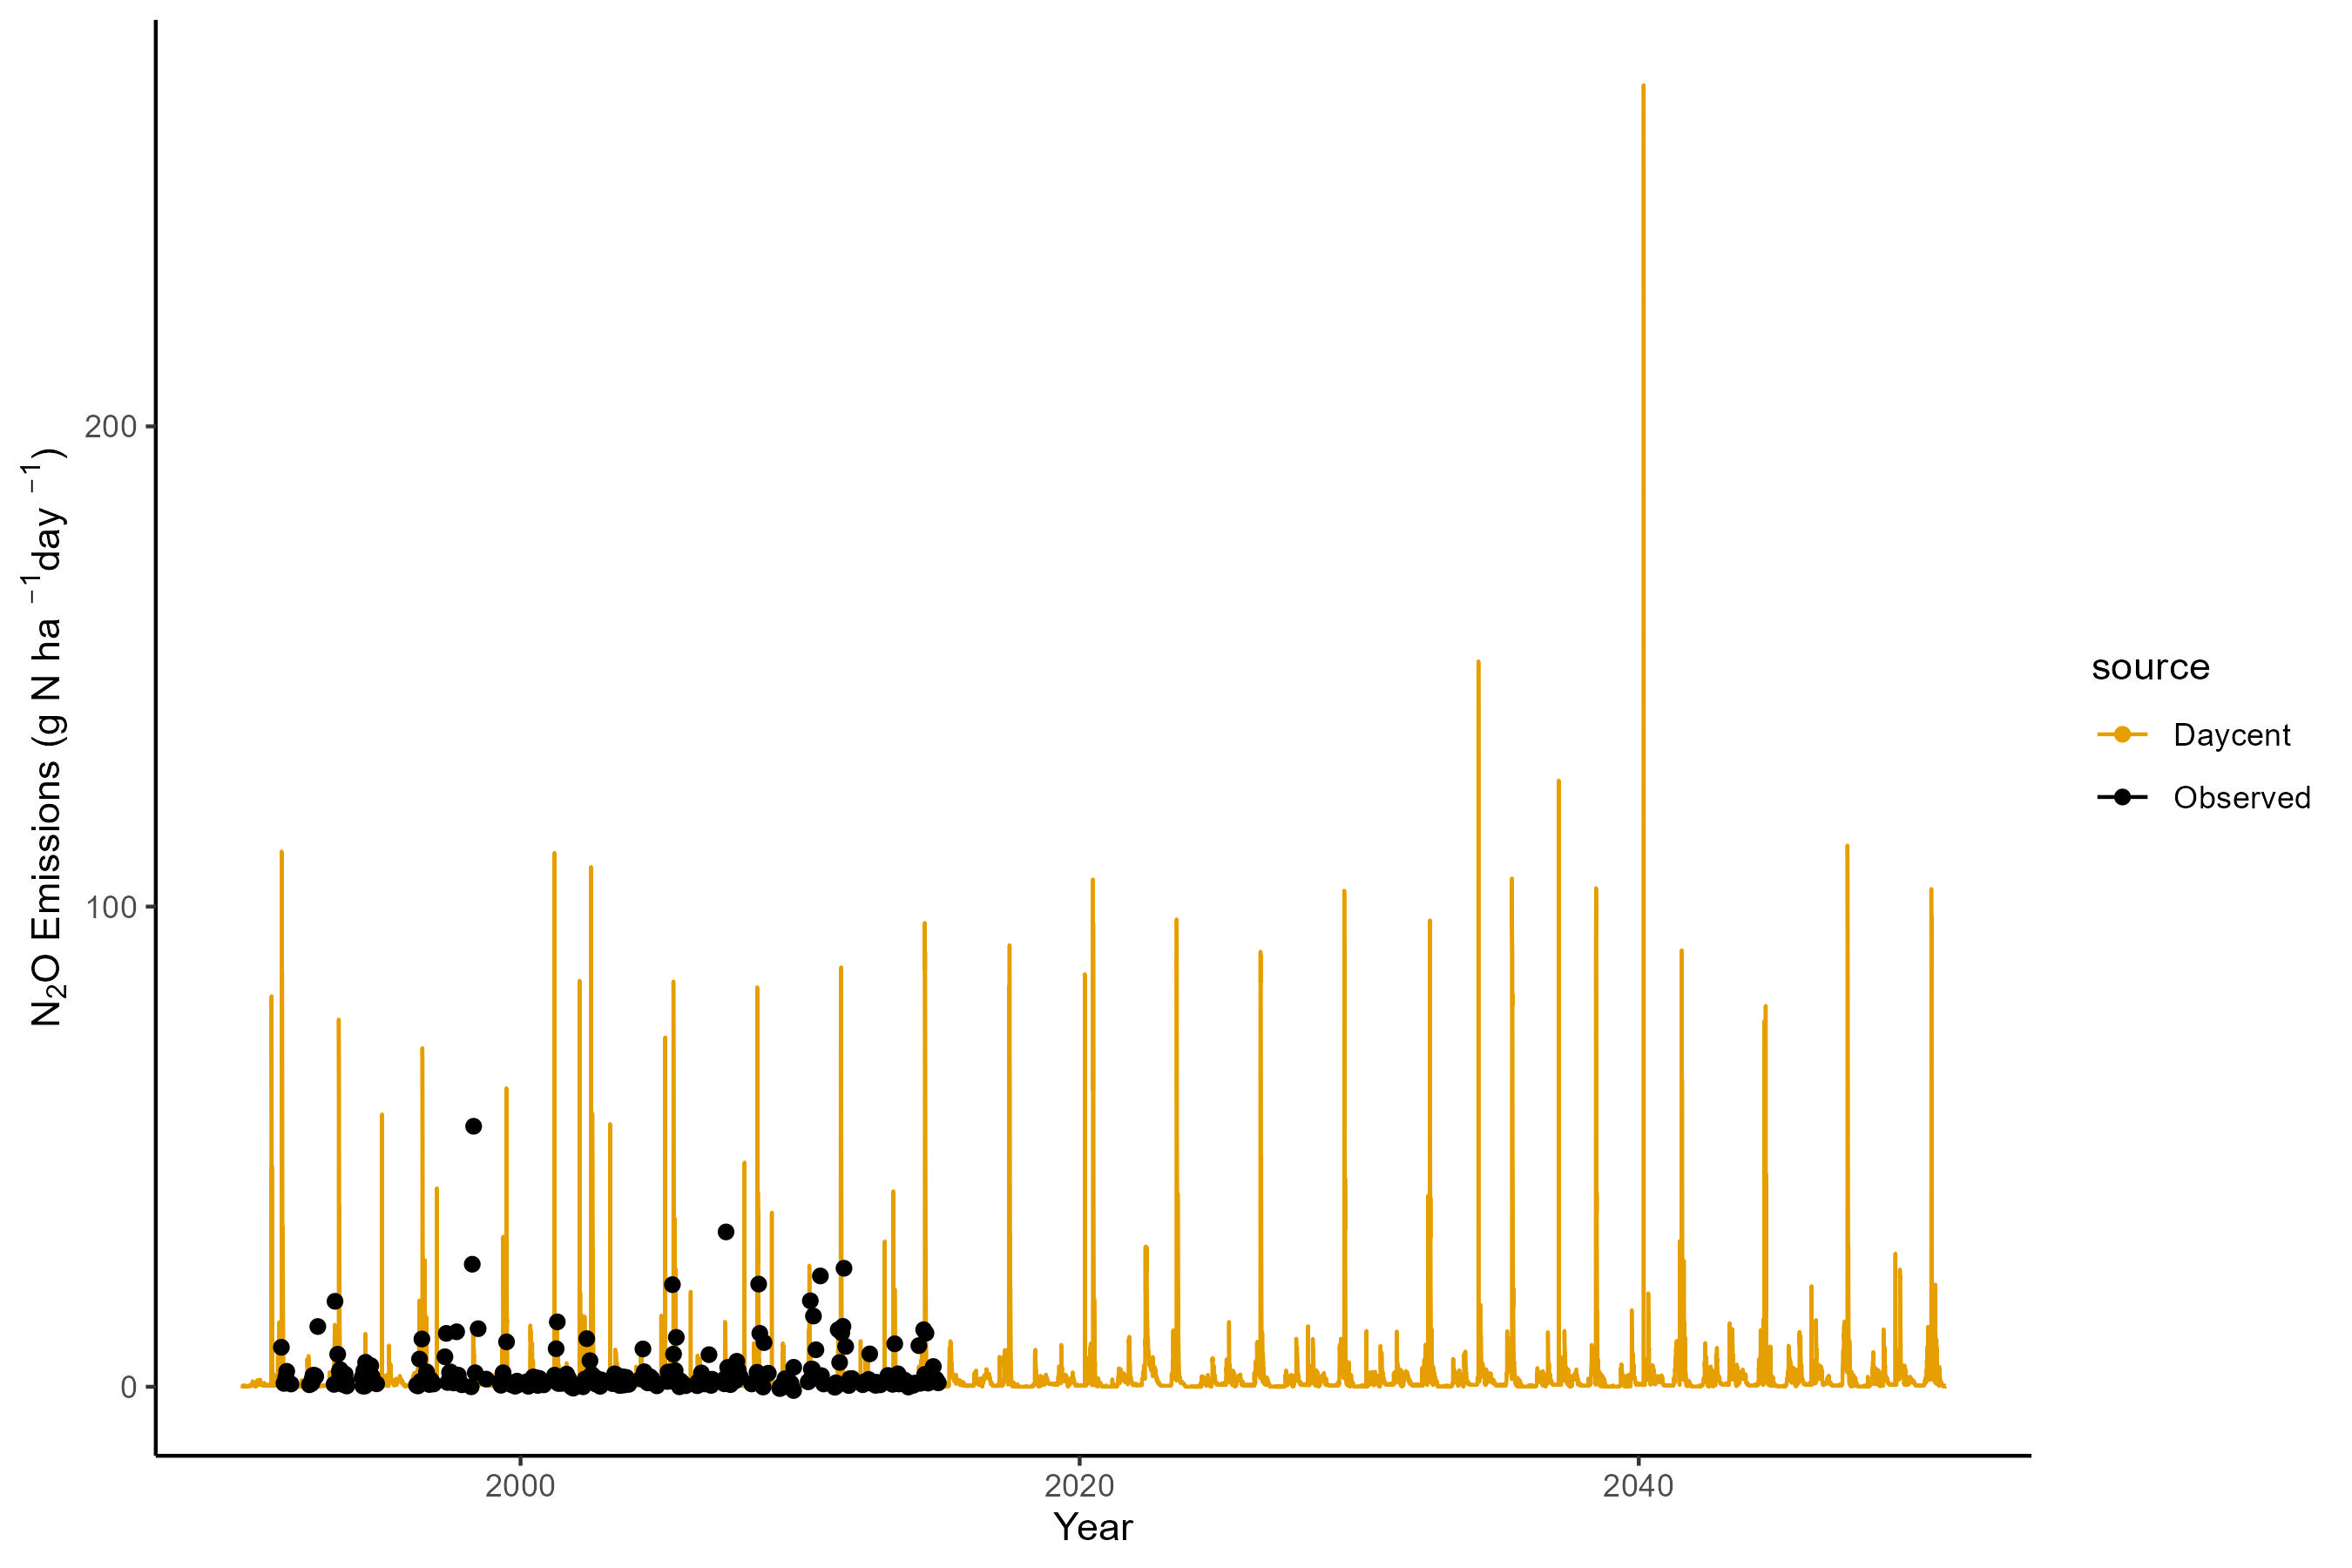 N₂O Emissions (g N ha ⁻¹day ⁻¹)
200
100
0
2000
2020
2040
Year
source
Daycent
Observed